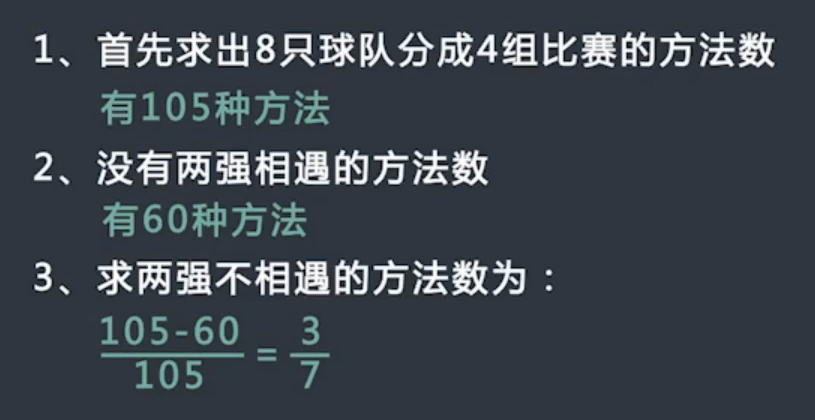 1、首先求出8只球队分成4组比赛的方法数
有105种方法
2、没有两强相遇的方法数
有60种方法
3、求两强不相遇的方法数为：
105-60
105
=
3
7